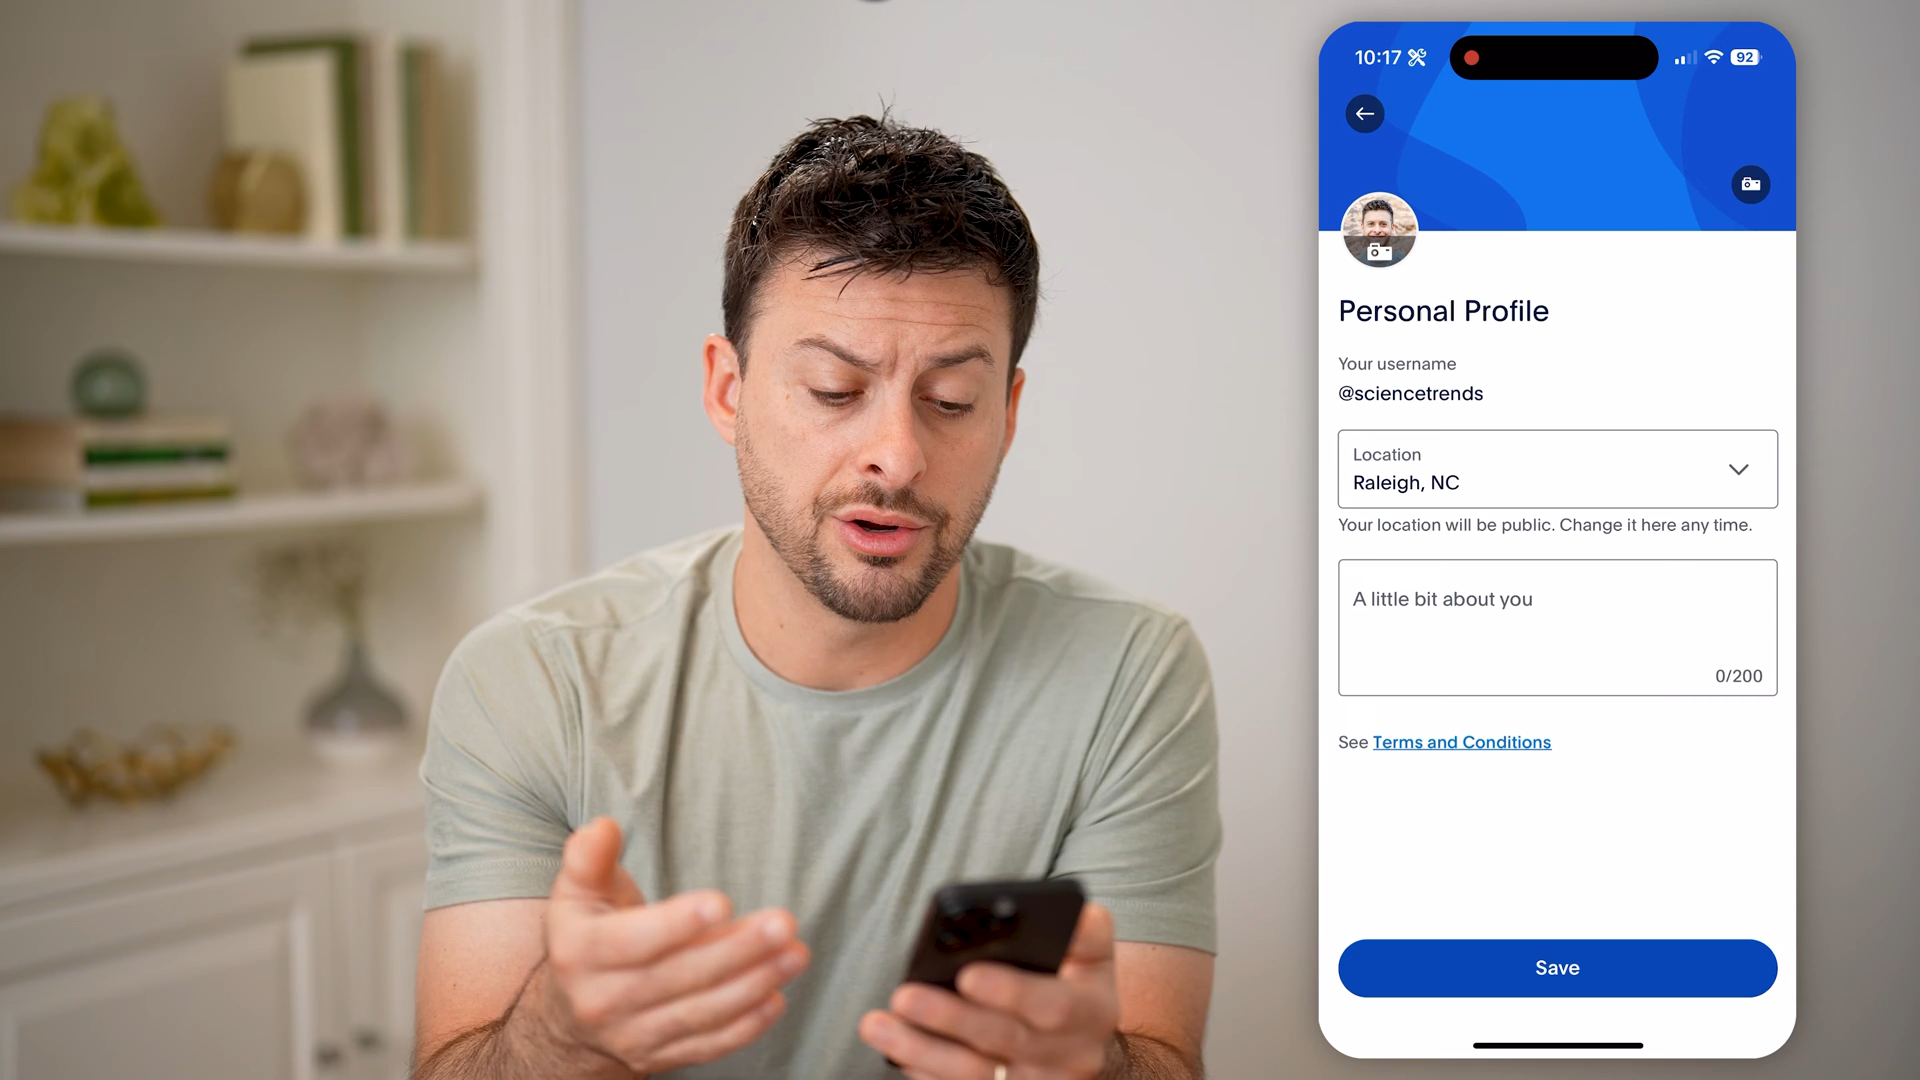 10:17
92
Personal Profile
Your username
@sciencetrends
Location
Raleigh, NC
Your location will be public. Change it here any time.
A little bit about you
0/200
See Terms and Conditions
Save